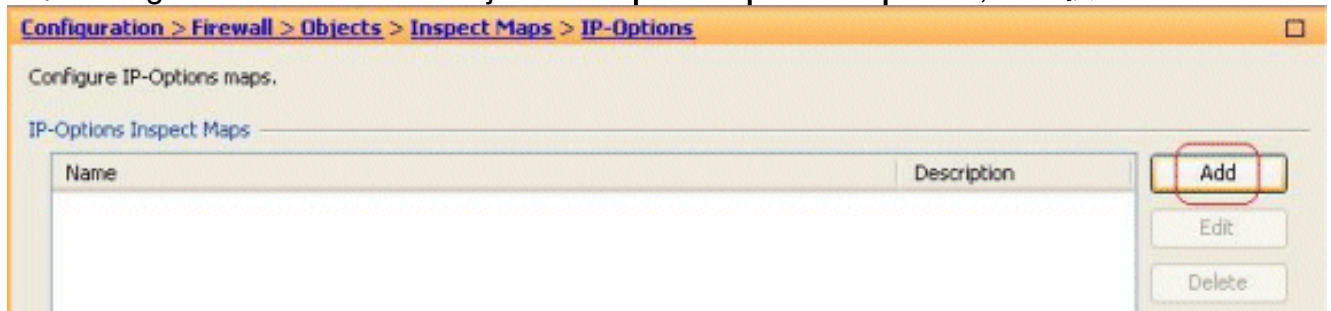 Configuration > Firewall > Objects > Inspect Maps > IP-Options
Configure IP-Options maps.
IP-Options Inspect Maps
Name Description Add
Edit
Delete